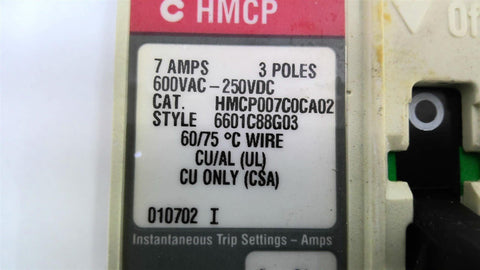 C HMCP
7 AMPS 3 POLES
600VAC-250VDC
CAT. HMCP007C0CA02
STYLE 6601C88G03
60/75 °C WIRE
CU/AL (UL)
CU ONLY (CSA)
010702 I
Instantaneous Trip Settings - Amps